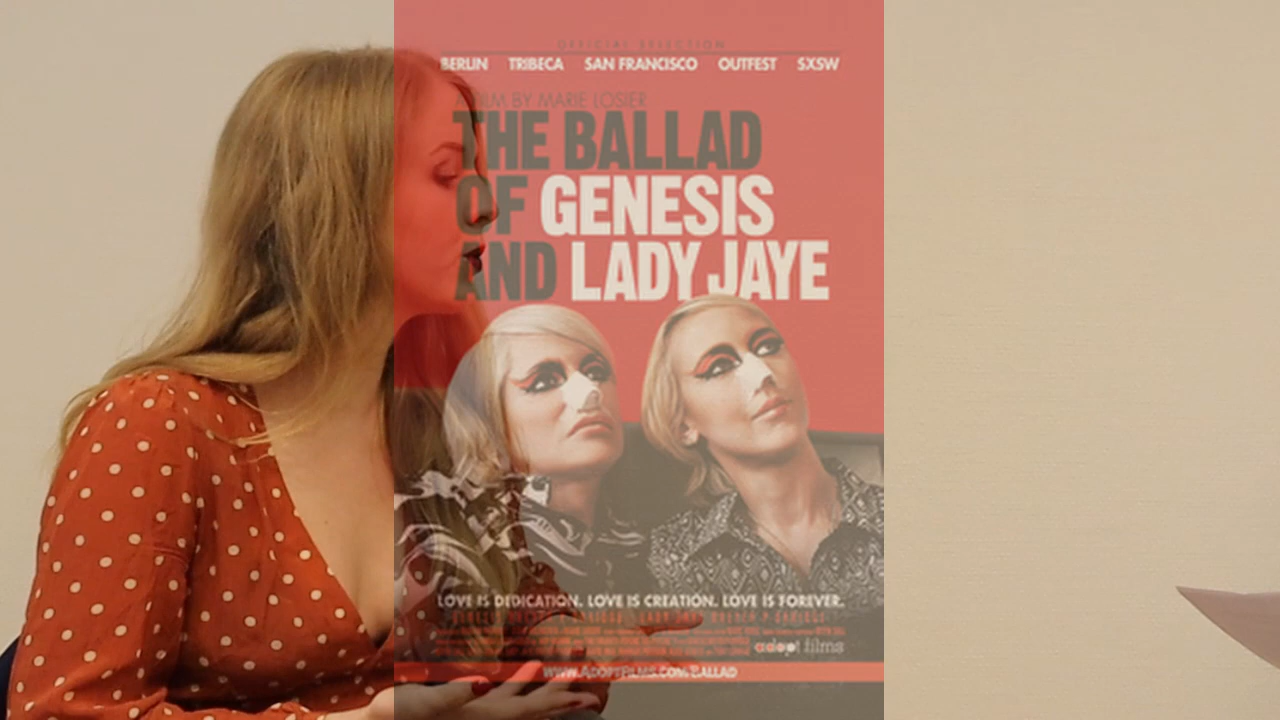 OFFICIAL SELECTION
BERLIN TRIBECA SAN FRANCISCO OUTFEST SXSW
A FILM BY MARIE LOSIER
THE BALLAD
OF GENESIS
AND LADY JAYE
LOVE IS DEDICATION. LOVE IS CREATION. LOVE IS FOREVER.
adopt films
WWW.ADOPTFILMS.COM/BALLAD